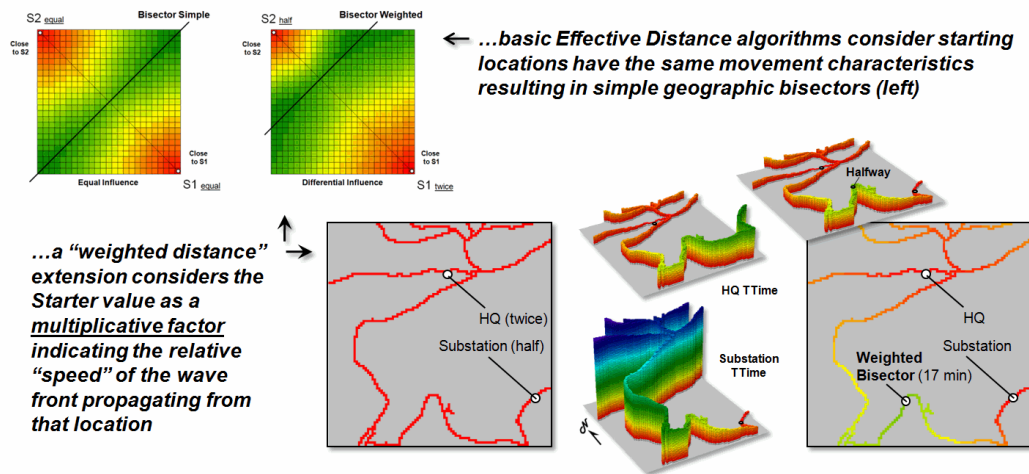 S2 equal
Bisector Simple
Close
to S2
Close
to S1
Equal Influence
S1 equal
S2 half
Bisector Weighted
Close
to S2
Close
to S1
Differential Influence
S1 twice
…basic Effective Distance algorithms consider starting
locations have the same movement characteristics
resulting in simple geographic bisectors (left)
…a “weighted distance”
extension considers the
Starter value as a
multiplicative factor
indicating the relative
“speed” of the wave
front propagating from
that location
HQ (twice)
Substation (half)
HQ TTime
Halfway
Substation
TTime
N
HQ
Substation
Weighted
Bisector (17 min)